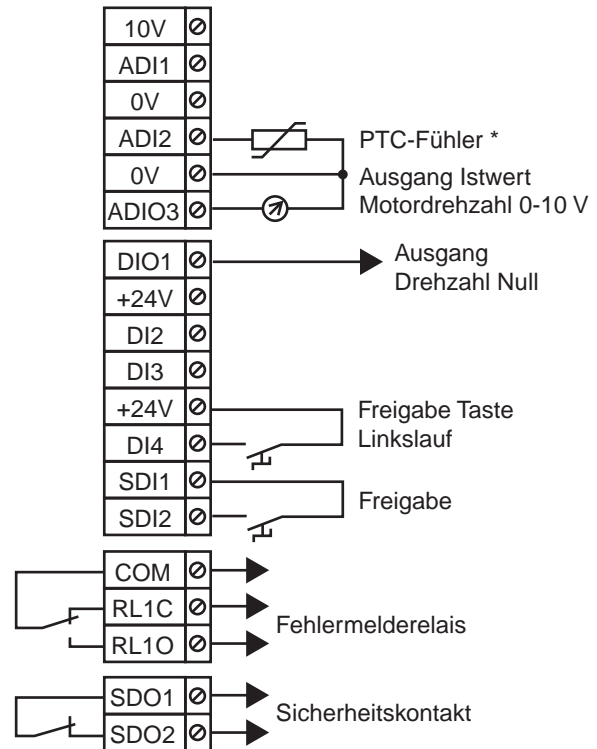 10V
ADI1
0V
ADI2
PTC-Fühler *
0V
Ausgang Istwert
Motordrehzahl 0-10 V
ADIO3
DIO1
Ausgang
Drehzahl Null
+24V
DI2
DI3
+24V
Freigabe Taste
Linkslauf
DI4
SDI1
Freigabe
SDI2
COM
RL1C
Fehlermelderelais
RL1O
SDO1
Sicherheitskontakt
SDO2